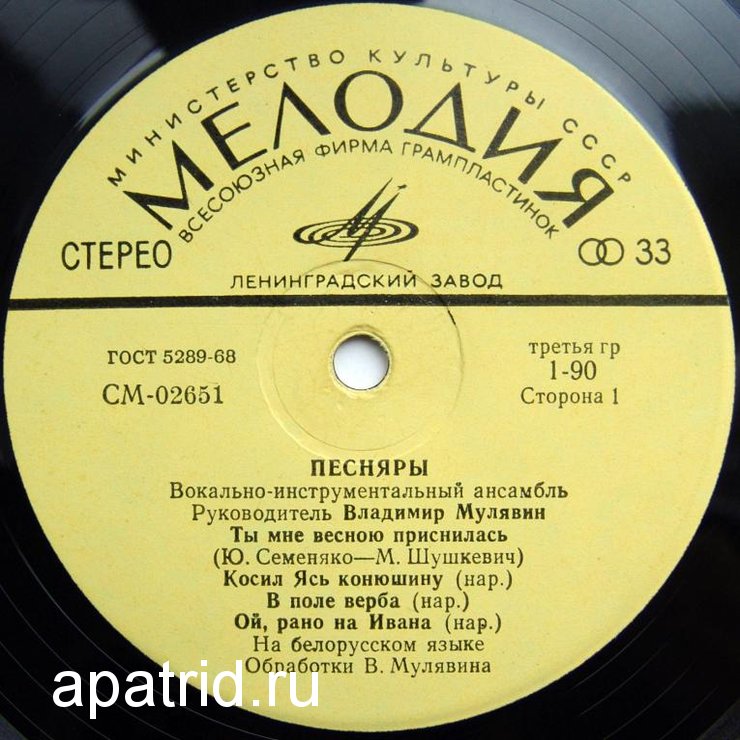 МИНИСТЕРСТВО КУЛЬТУРЫ СССР
МЕЛОДИЯ
ВСЕСОЮЗНАЯ ФИРМА ГРАМПЛАСТИНОК
СТЕРЕО
33
ЛЕНИНГРАДСКИЙ ЗАВОД
ГОСТ 5289-68
СМ-02651
третья гр
1-90
Сторона 1
ПЕСНЯРЫ
Вокально-инструментальный ансамбль
Руководитель Владимир Мулявин
Ты мне весною приснилась
(Ю. Семеняко—М. Шушкевич)
Косил Ясь конюшину (нар.)
В поле верба (нар.)
Ой, рано на Ивана (нар.)
На белорусском языке
Обработки В. Мулявина
apatrid.ru